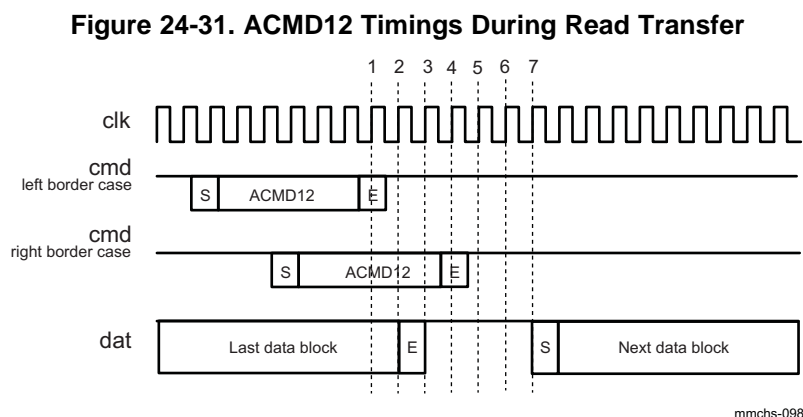 Figure 24-31. ACMD12 Timings During Read Transfer
1 2 3 4 5 6 7
clk
cmd
left border case
S ACMD12 E
cmd
right border case
S ACMD12 E
dat
Last data block E S Next data block
mmchs-098